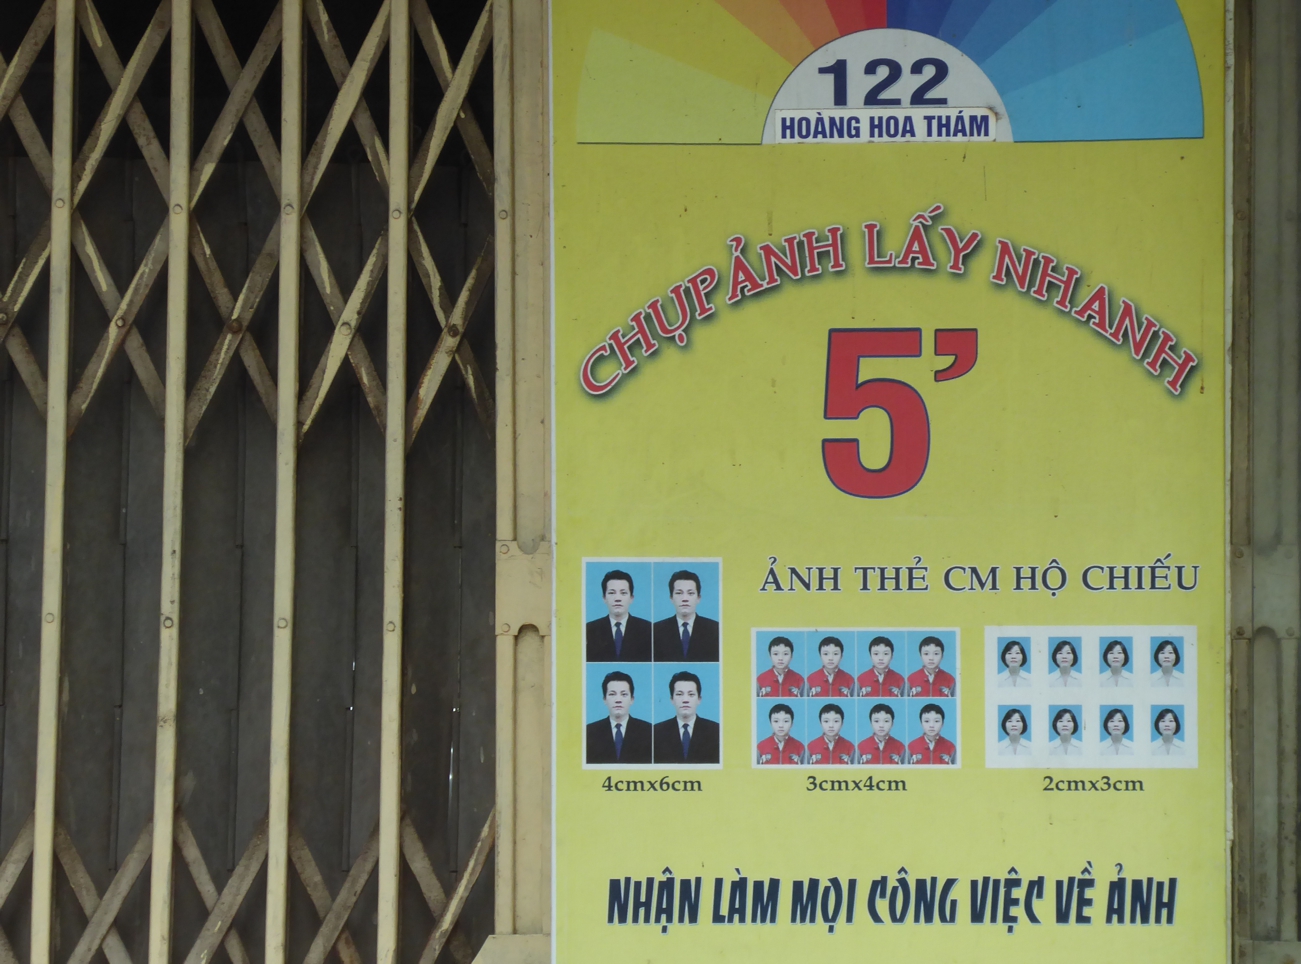 122
HOÀNG HOA THÁM
CHỤP ẢNH LẤY NHANH
5’
ẢNH THẺ CM HỘ CHIẾU
4cmx6cm
3cmx4cm
2cmx3cm
NHẬN LÀM MỌI CÔNG VIỆC VỀ ẢNH